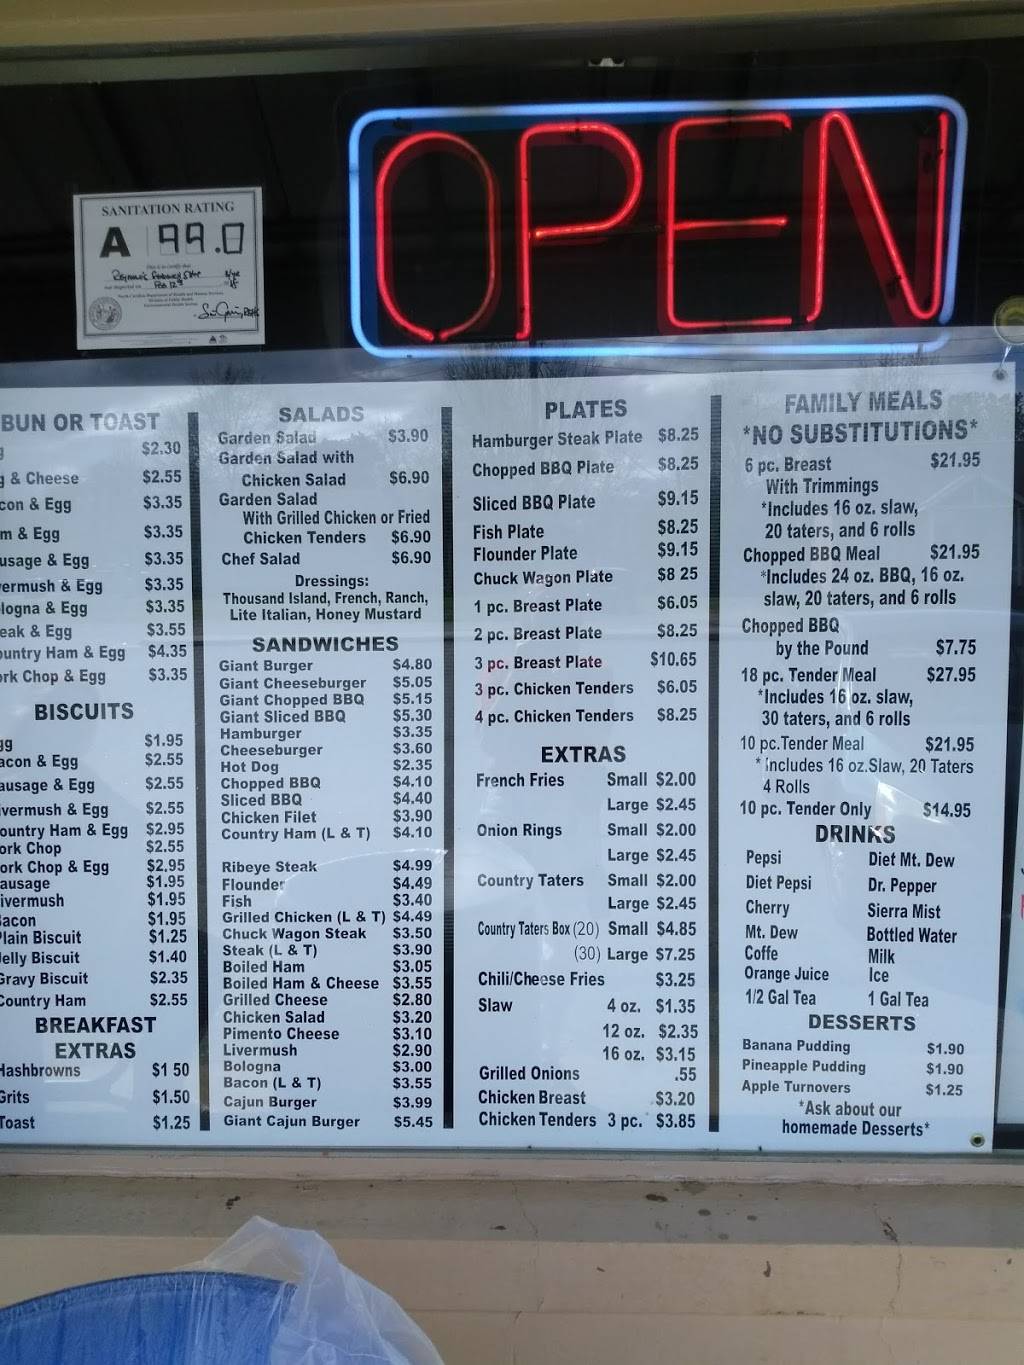 OPEN
SANITATION RATING
A 99.0
BUN OR TOAST
$2.30
& Cheese $2.55
con & Egg $3.35
m & Egg $3.35
usage & Egg $3.35
vermush & Egg $3.35
logna & Egg $3.35
eak & Egg $3.55
ountry Ham & Egg $4.35
rk Chop & Egg $3.35
BISCUITS
gg $1.95
acon & Egg $2.55
ausage & Egg $2.55
ivermush & Egg $2.55
ountry Ham & Egg $2.95
ork Chop $2.55
ork Chop & Egg $2.95
ausage $1.95
ivermush $1.95
Bacon $1.95
Plain Biscuit $1.25
Jelly Biscuit $1.40
Gravy Biscuit $2.35
Country Ham $2.55
BREAKFAST
EXTRAS
Hashbrowns $1 50
Grits $1.50
Toast $1.25
SALADS
Garden Salad $3.90
Garden Salad with
Chicken Salad $6.90
Garden Salad
With Grilled Chicken or Fried
Chicken Tenders $6.90
Chef Salad $6.90
Dressings:
Thousand Island, French, Ranch,
Lite Italian, Honey Mustard
SANDWICHES
Giant Burger $4.80
Giant Cheeseburger $5.05
Giant Chopped BBQ $5.15
Giant Sliced BBQ $5.30
Hamburger $3.35
Cheeseburger $3.60
Hot Dog $2.35
Chopped BBQ $4.10
Sliced BBQ $4.40
Chicken Filet $3.90
Country Ham (L & T) $4.10
Ribeye Steak $4.99
Flounder $4.49
Fish $3.40
Grilled Chicken (L & T) $4.49
Chuck Wagon Steak $3.50
Steak (L & T) $3.90
Boiled Ham $3.05
Boiled Ham & Cheese $3.55
Grilled Cheese $2.80
Chicken Salad $3.20
Pimento Cheese $3.10
Livermush $2.90
Bologna $3.00
Bacon (L & T) $3.55
Cajun Burger $3.99
Giant Cajun Burger $5.45
PLATES
Hamburger Steak Plate $8.25
Chopped BBQ Plate $8.25
Sliced BBQ Plate $9.15
Fish Plate $8.25
Flounder Plate $9.15
Chuck Wagon Plate $8 25
1 pc. Breast Plate $6.05
2 pc. Breast Plate $8.25
3 pc. Breast Plate $10.65
3 pc. Chicken Tenders $6.05
4 pc. Chicken Tenders $8.25
EXTRAS
French Fries Small $2.00
Large $2.45
Onion Rings Small $2.00
Large $2.45
Country Taters Small $2.00
Large $2.45
Country Taters Box (20) Small $4.85
(30) Large $7.25
Chili/Cheese Fries $3.25
Slaw 4 oz. $1.35
12 oz. $2.35
16 oz. $3.15
Grilled Onions .55
Chicken Breast $3.20
Chicken Tenders 3 pc. $3.85
FAMILY MEALS
*NO SUBSTITUTIONS*
6 pc. Breast $21.95
With Trimmings
*Includes 16 oz. slaw,
20 taters, and 6 rolls
Chopped BBQ Meal $21.95
*Includes 24 oz. BBQ, 16 oz.
slaw, 20 taters, and 6 rolls
Chopped BBQ
by the Pound $7.75
18 pc. Tender Meal $27.95
*Includes 16 oz. slaw,
30 taters, and 6 rolls
10 pc.Tender Meal $21.95
*includes 16 oz.Slaw, 20 Taters
4 Rolls
10 pc. Tender Only $14.95
DRINKS
Pepsi Diet Mt. Dew
Diet Pepsi Dr. Pepper
Cherry Sierra Mist
Mt. Dew Bottled Water
Coffe Milk
Orange Juice Ice
1/2 Gal Tea 1 Gal Tea
DESSERTS
Banana Pudding $1.90
Pineapple Pudding $1.90
Apple Turnovers $1.25
*Ask about our
homemade Desserts*